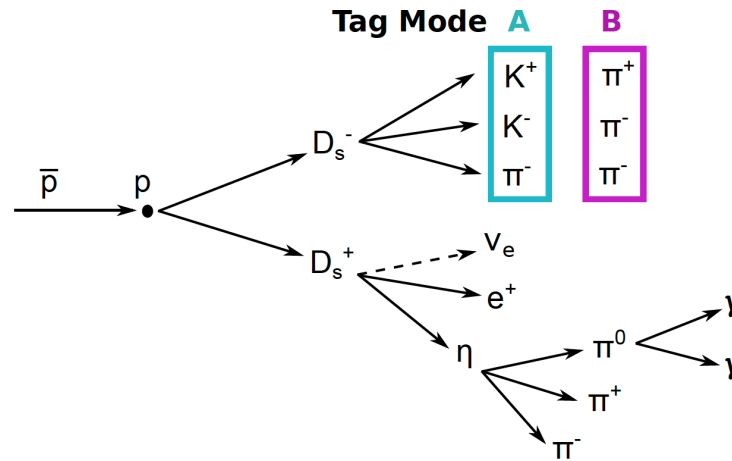 Tag Mode A B
K⁺ π⁺
K⁻ π⁻
π⁻ π⁻
D_s⁻
p̅ p
D_s⁺
ν_e
e⁺
η
π⁰
π⁺
π⁻
γ
γ